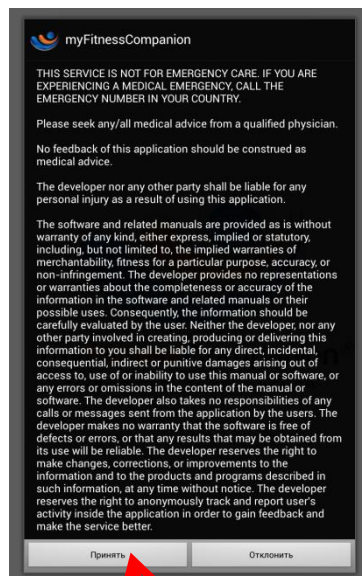 myFitnessCompanion
THIS SERVICE IS NOT FOR EMERGENCY CARE. IF YOU ARE
EXPERIENCING A MEDICAL EMERGENCY, CALL THE
EMERGENCY NUMBER IN YOUR COUNTRY.
Please seek any/all medical advice from a qualified physician.
No feedback of this application should be construed as
medical advice.
The developer nor any other party shall be liable for any
personal injury as a result of using this application.
The software and related manuals are provided as is without
warranty of any kind, either express, implied or statutory,
including, but not limited to, the implied warranties of
merchantability, fitness for a particular purpose, accuracy, or
non-infringement. The developer provides no representations
or warranties about the completeness or accuracy of the
information in the software and related manuals or their
possible uses. Consequently, the information should be
carefully evaluated by the user. Neither the developer, nor any
other party involved in creating, producing or delivering this
information to you shall be liable for any direct, incidental,
consequential, indirect or punitive damages arising out of
access to, use of or inability to use this manual or software, or
any errors or omissions in the content of the manual or
software. The developer also takes no responsibilities of any
calls or messages sent from the application by the users. The
developer makes no warranty that the software is free of
defects or errors, or that any results that may be obtained from
its use will be reliable. The developer reserves the right to
make changes, corrections, or improvements to the
information and to the products and programs described in
such information, at any time without notice. The developer
reserves the right to anonymously track and report user's
activity inside the application in order to gain feedback and
make the service better.
Принять Отклонить